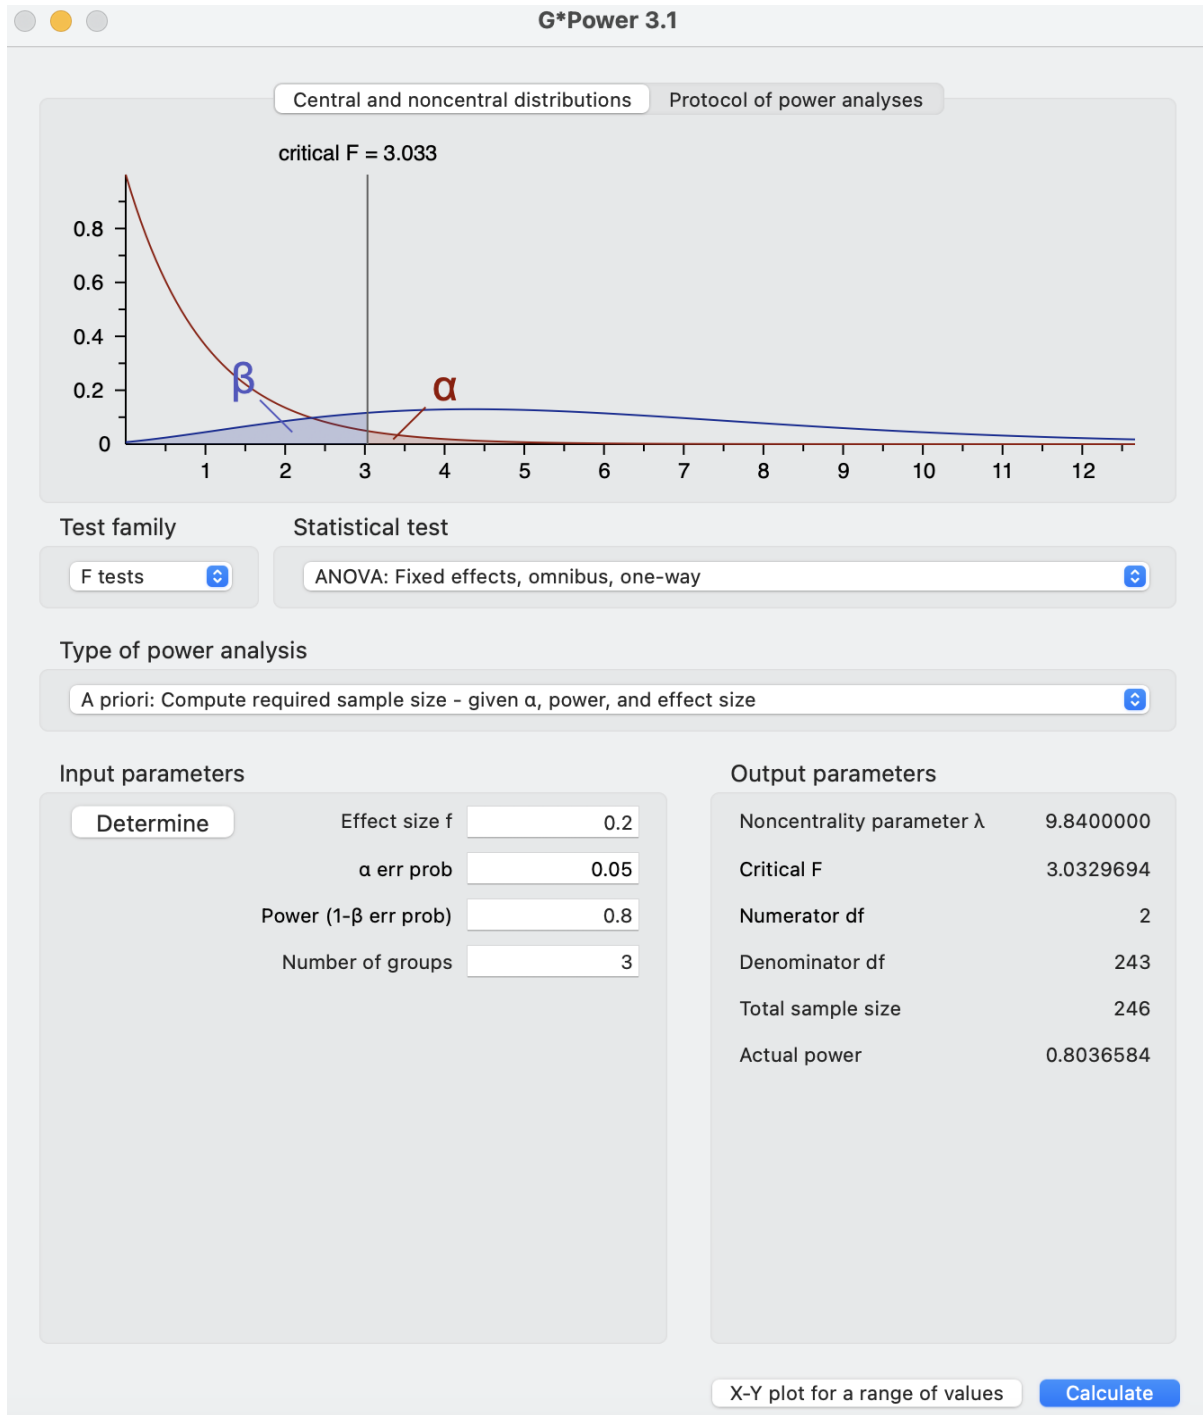 G*Power 3.1
Central and noncentral distributions
Protocol of power analyses
critical F = 3.033
0.8
0.6
0.4
0.2
0
β
α
1 2 3 4 5 6 7 8 9 10 11 12
Test family
Statistical test
F tests
ANOVA: Fixed effects, omnibus, one-way
Type of power analysis
A priori: Compute required sample size - given α, power, and effect size
Input parameters
Determine
Effect size f 0.2
α err prob 0.05
Power (1-β err prob) 0.8
Number of groups 3
Output parameters
Noncentrality parameter λ 9.8400000
Critical F 3.0329694
Numerator df 2
Denominator df 243
Total sample size 246
Actual power 0.8036584
X-Y plot for a range of values
Calculate